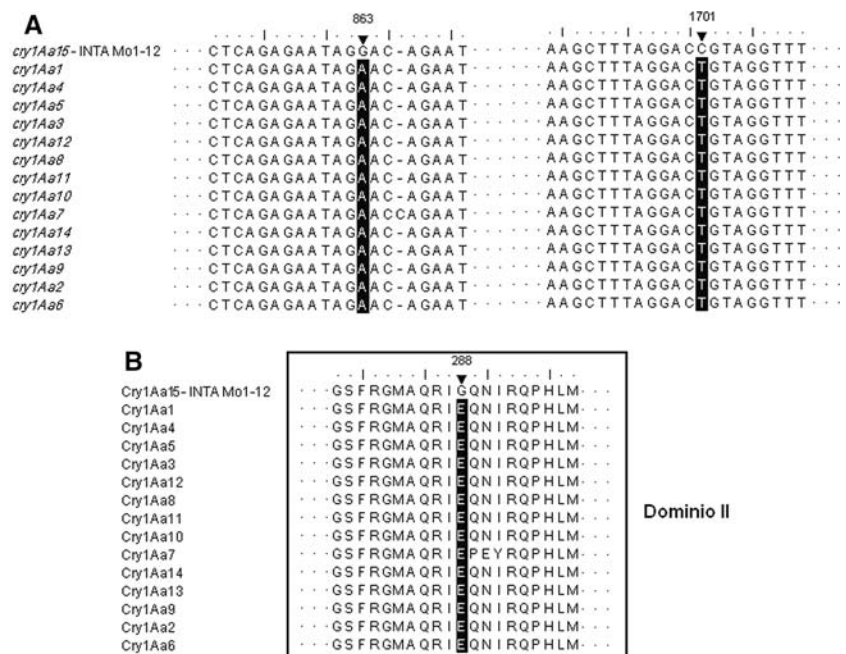 A
863 1701
cry1Aa15- INTA Mo1-12 ····CTCAGAGAATAGGAC-AGAAT······AAGCTTTAGGACCGTAGGTTT····
cry1Aa1 ····CTCAGAGAATAGAAC-AGAAT······AAGCTTTAGGACTGTAGGTTT····
cry1Aa4 ····CTCAGAGAATAGAAC-AGAAT······AAGCTTTAGGACTGTAGGTTT····
cry1Aa5 ····CTCAGAGAATAGAAC-AGAAT······AAGCTTTAGGACTGTAGGTTT····
cry1Aa3 ····CTCAGAGAATAGAAC-AGAAT······AAGCTTTAGGACTGTAGGTTT····
cry1Aa12 ····CTCAGAGAATAGAAC-AGAAT······AAGCTTTAGGACTGTAGGTTT····
cry1Aa8 ····CTCAGAGAATAGAAC-AGAAT······AAGCTTTAGGACTGTAGGTTT····
cry1Aa11 ····CTCAGAGAATAGAAC-AGAAT······AAGCTTTAGGACTGTAGGTTT····
cry1Aa10 ····CTCAGAGAATAGAAC-AGAAT······AAGCTTTAGGACTGTAGGTTT····
cry1Aa7 ····CTCAGAGAATAGAACCAGAAT······AAGCTTTAGGACTGTAGGTTT····
cry1Aa14 ····CTCAGAGAATAGAAC-AGAAT······AAGCTTTAGGACTGTAGGTTT····
cry1Aa13 ····CTCAGAGAATAGAAC-AGAAT······AAGCTTTAGGACTGTAGGTTT····
cry1Aa9 ····CTCAGAGAATAGAAC-AGAAT······AAGCTTTAGGACTGTAGGTTT····
cry1Aa2 ····CTCAGAGAATAGAAC-AGAAT······AAGCTTTAGGACTGTAGGTTT····
cry1Aa6 ····CTCAGAGAATAGAAC-AGAAT······AAGCTTTAGGACTGTAGGTTT····
B
288
Cry1Aa15- INTA Mo1-12 ···GSFRGMAQRIGQNIRQPHLM···
Cry1Aa1 ···GSFRGMAQRIEQNIRQPHLM···
Cry1Aa4 ···GSFRGMAQRIEQNIRQPHLM···
Cry1Aa5 ···GSFRGMAQRIEQNIRQPHLM···
Cry1Aa3 ···GSFRGMAQRIEQNIRQPHLM···
Cry1Aa12 ···GSFRGMAQRIEQNIRQPHLM···
Cry1Aa8 ···GSFRGMAQRIEQNIRQPHLM···
Cry1Aa11 ···GSFRGMAQRIEQNIRQPHLM···
Dominio II
Cry1Aa10 ···GSFRGMAQRIEQNIRQPHLM···
Cry1Aa7 ···GSFRGMAQRIEPEYRQPHLM···
Cry1Aa14 ···GSFRGMAQRIEQNIRQPHLM···
Cry1Aa13 ···GSFRGMAQRIEQNIRQPHLM···
Cry1Aa9 ···GSFRGMAQRIEQNIRQPHLM···
Cry1Aa2 ···GSFRGMAQRIEQNIRQPHLM···
Cry1Aa6 ···GSFRGMAQRIEQNIRQPHLM···